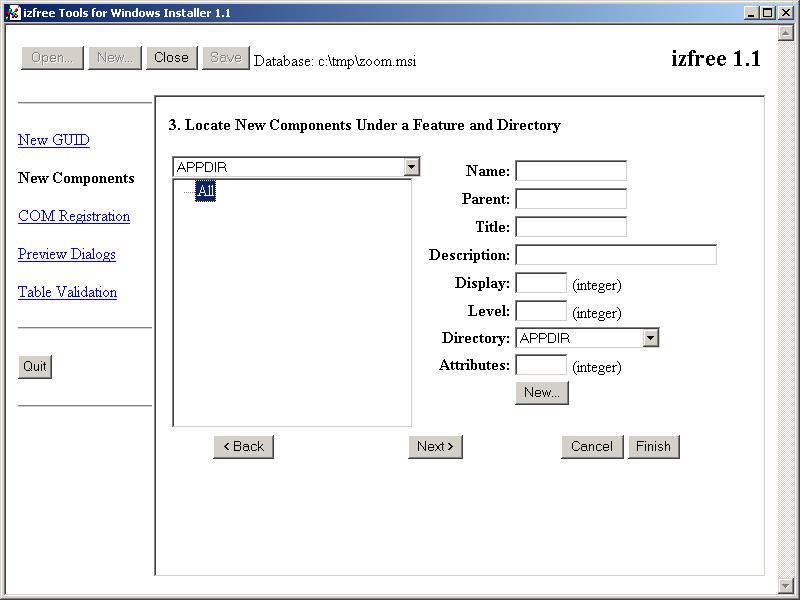 izfree Tools for Windows Installer 1.1
Open... New... Close Save Database: c:\tmp\zoom.msi izfree 1.1
New GUID
New Components
COM Registration
Preview Dialogs
Table Validation
Quit
3. Locate New Components Under a Feature and Directory
APPDIR
All
Name:
Parent:
Title:
Description:
Display: (integer)
Level: (integer)
Directory: APPDIR
Attributes: (integer)
New...
< Back Next > Cancel Finish